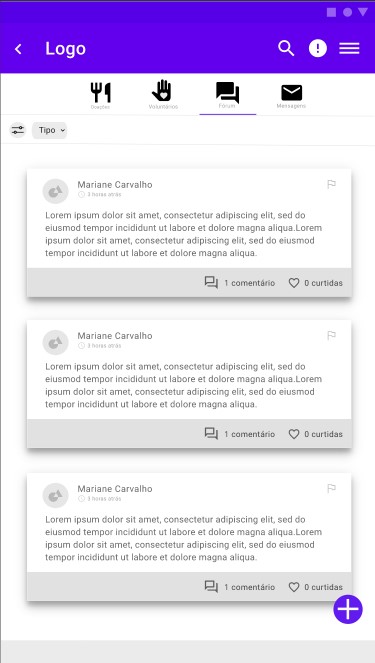 Logo
Doações
Voluntários
Fórum
Mensagens
Tipo
Mariane Carvalho
3 horas atrás
Lorem ipsum dolor sit amet, consectetur adipiscing elit, sed do
eiusmod tempor incididunt ut labore et dolore magna aliqua.Lorem
ipsum dolor sit amet, consectetur adipiscing elit, sed do eiusmod
tempor incididunt ut labore et dolore magna aliqua.
1 comentário
0 curtidas
Mariane Carvalho
3 horas atrás
Lorem ipsum dolor sit amet, consectetur adipiscing elit, sed do
eiusmod tempor incididunt ut labore et dolore magna aliqua.Lorem
ipsum dolor sit amet, consectetur adipiscing elit, sed do eiusmod
tempor incididunt ut labore et dolore magna aliqua.
1 comentário
0 curtidas
Mariane Carvalho
3 horas atrás
Lorem ipsum dolor sit amet, consectetur adipiscing elit, sed do
eiusmod tempor incididunt ut labore et dolore magna aliqua.Lorem
ipsum dolor sit amet, consectetur adipiscing elit, sed do eiusmod
tempor incididunt ut labore et dolore magna aliqua.
1 comentário
0 curtidas